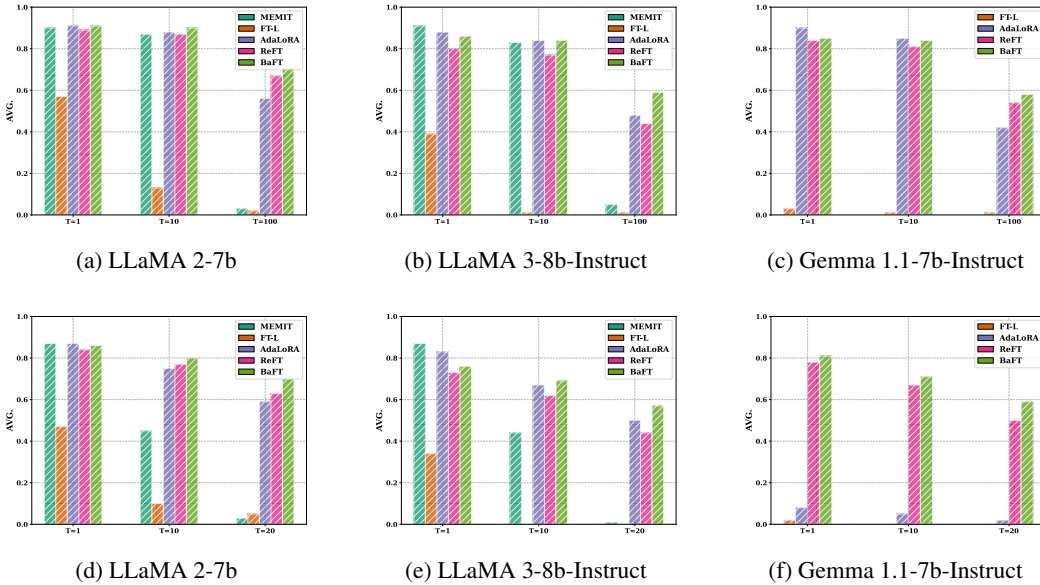 1.0
0.8
0.6
0.4
0.2
0.0
AVG.
T=1 T=10 T=100
MEMIT
FT-L
AdaLoRA
ReFT
BaFT
(a) LLaMA 2-7b
1.0
0.8
0.6
0.4
0.2
0.0
AVG.
T=1 T=10 T=100
MEMIT
FT-L
AdaLoRA
ReFT
BaFT
(b) LLaMA 3-8b-Instruct
1.0
0.8
0.6
0.4
0.2
0.0
AVG.
T=1 T=10 T=100
FT-L
AdaLoRA
ReFT
BaFT
(c) Gemma 1.1-7b-Instruct
1.0
0.8
0.6
0.4
0.2
0.0
AVG.
T=1 T=10 T=20
MEMIT
FT-L
AdaLoRA
ReFT
BaFT
(d) LLaMA 2-7b
1.0
0.8
0.6
0.4
0.2
0.0
AVG.
T=1 T=10 T=20
MEMIT
FT-L
AdaLoRA
ReFT
BaFT
(e) LLaMA 3-8b-Instruct
1.0
0.8
0.6
0.4
0.2
0.0
AVG.
T=1 T=10 T=20
FT-L
AdaLoRA
ReFT
BaFT
(f) Gemma 1.1-7b-Instruct